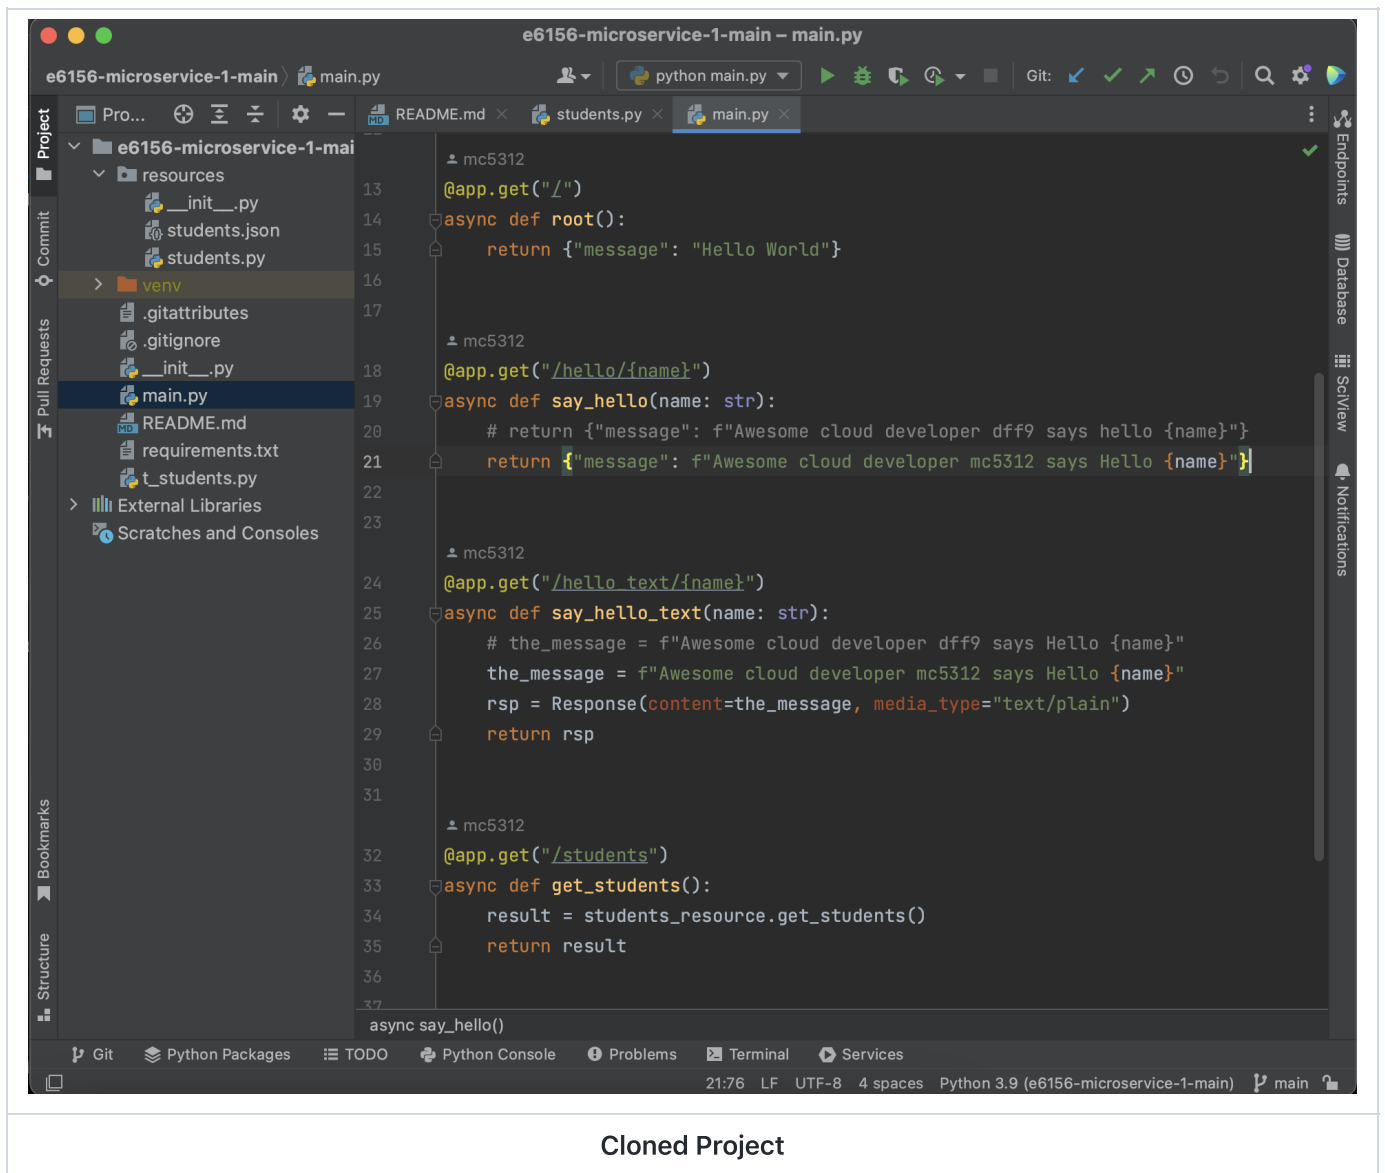 e6156-microservice-1-main – main.py
e6156-microservice-1-main main.py python main.py Git:
Pro... README.md students.py main.py
Project
Commit
Pull Requests
Bookmarks
Structure
e6156-microservice-1-mai
resources
__init__.py
students.json
students.py
venv
.gitattributes
.gitignore
__init__.py
main.py
README.md
requirements.txt
t_students.py
External Libraries
Scratches and Consoles
mc5312
13 @app.get("/")
14 async def root():
15 return {"message": "Hello World"}
16
17
mc5312
18 @app.get("/hello/{name}")
19 async def say_hello(name: str):
20 # return {"message": f"Awesome cloud developer dff9 says hello {name}"}
21 return {"message": f"Awesome cloud developer mc5312 says Hello {name}"}
22
23
mc5312
24 @app.get("/hello_text/{name}")
25 async def say_hello_text(name: str):
26 # the_message = f"Awesome cloud developer dff9 says Hello {name}"
27 the_message = f"Awesome cloud developer mc5312 says Hello {name}"
28 rsp = Response(content=the_message, media_type="text/plain")
29 return rsp
30
31
mc5312
32 @app.get("/students")
33 async def get_students():
34 result = students_resource.get_students()
35 return result
36
37
async say_hello()
Endpoints
Database
SciView
Notifications
Git Python Packages TODO Python Console Problems Terminal Services
21:76 LF UTF-8 4 spaces Python 3.9 (e6156-microservice-1-main) main
Cloned Project